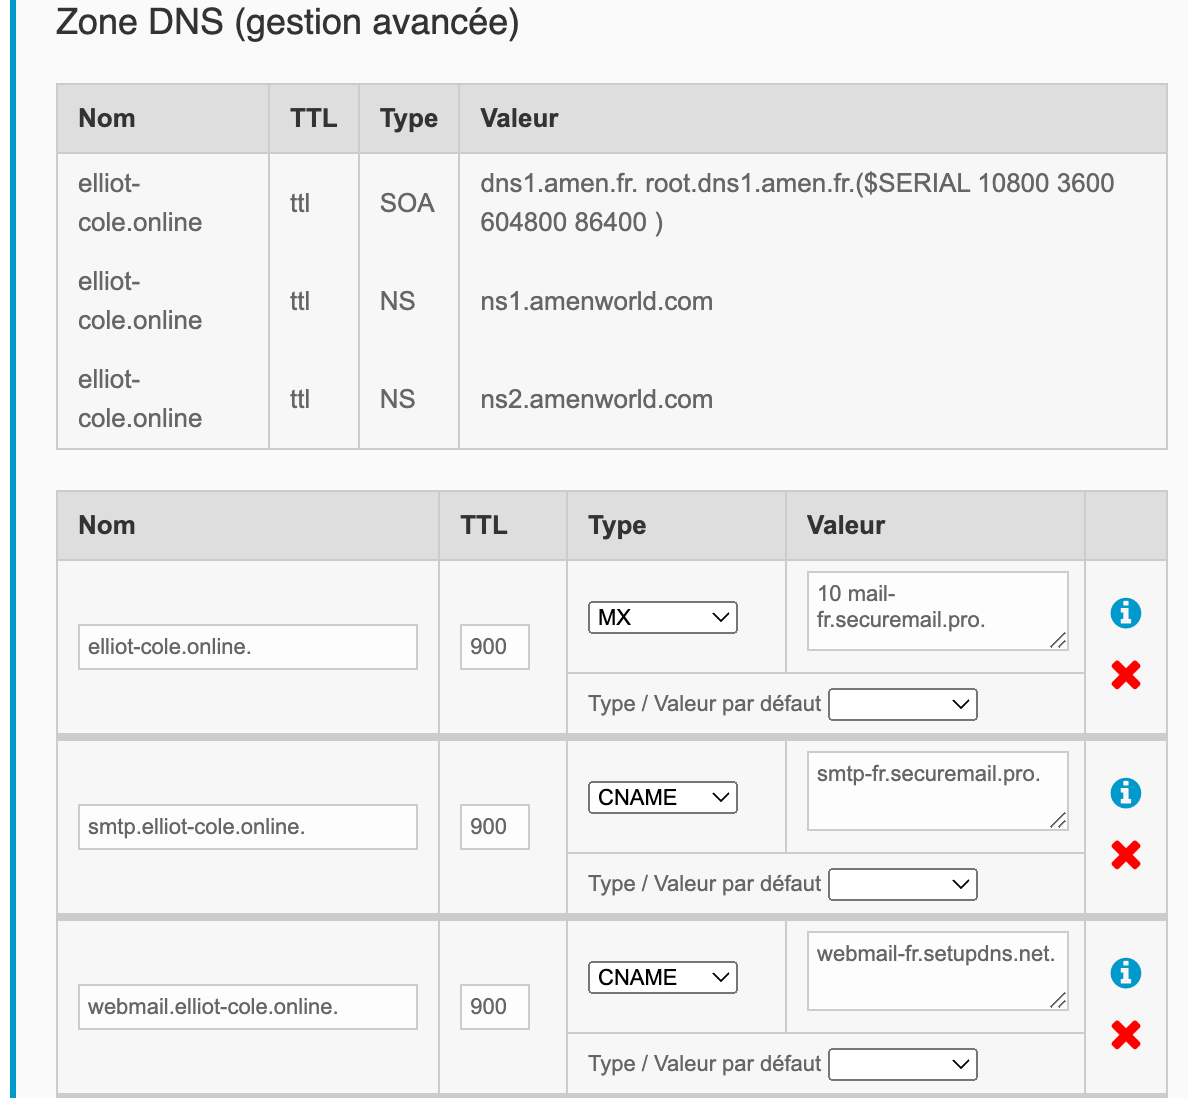 Zone DNS (gestion avancée)
Nom TTL Type Valeur
elliot-
cole.online
ttl
SOA
dns1.amen.fr. root.dns1.amen.fr.($SERIAL 10800 3600
604800 86400 )
elliot-
cole.online
ttl
NS
ns1.amenworld.com
elliot-
cole.online
ttl
NS
ns2.amenworld.com
Nom TTL Type Valeur
elliot-cole.online.
900
MX
10 mail-
fr.securemail.pro.
Type / Valeur par défaut
smtp.elliot-cole.online.
900
CNAME
smtp-fr.securemail.pro.
Type / Valeur par défaut
webmail.elliot-cole.online.
900
CNAME
webmail-fr.setupdns.net.
Type / Valeur par défaut